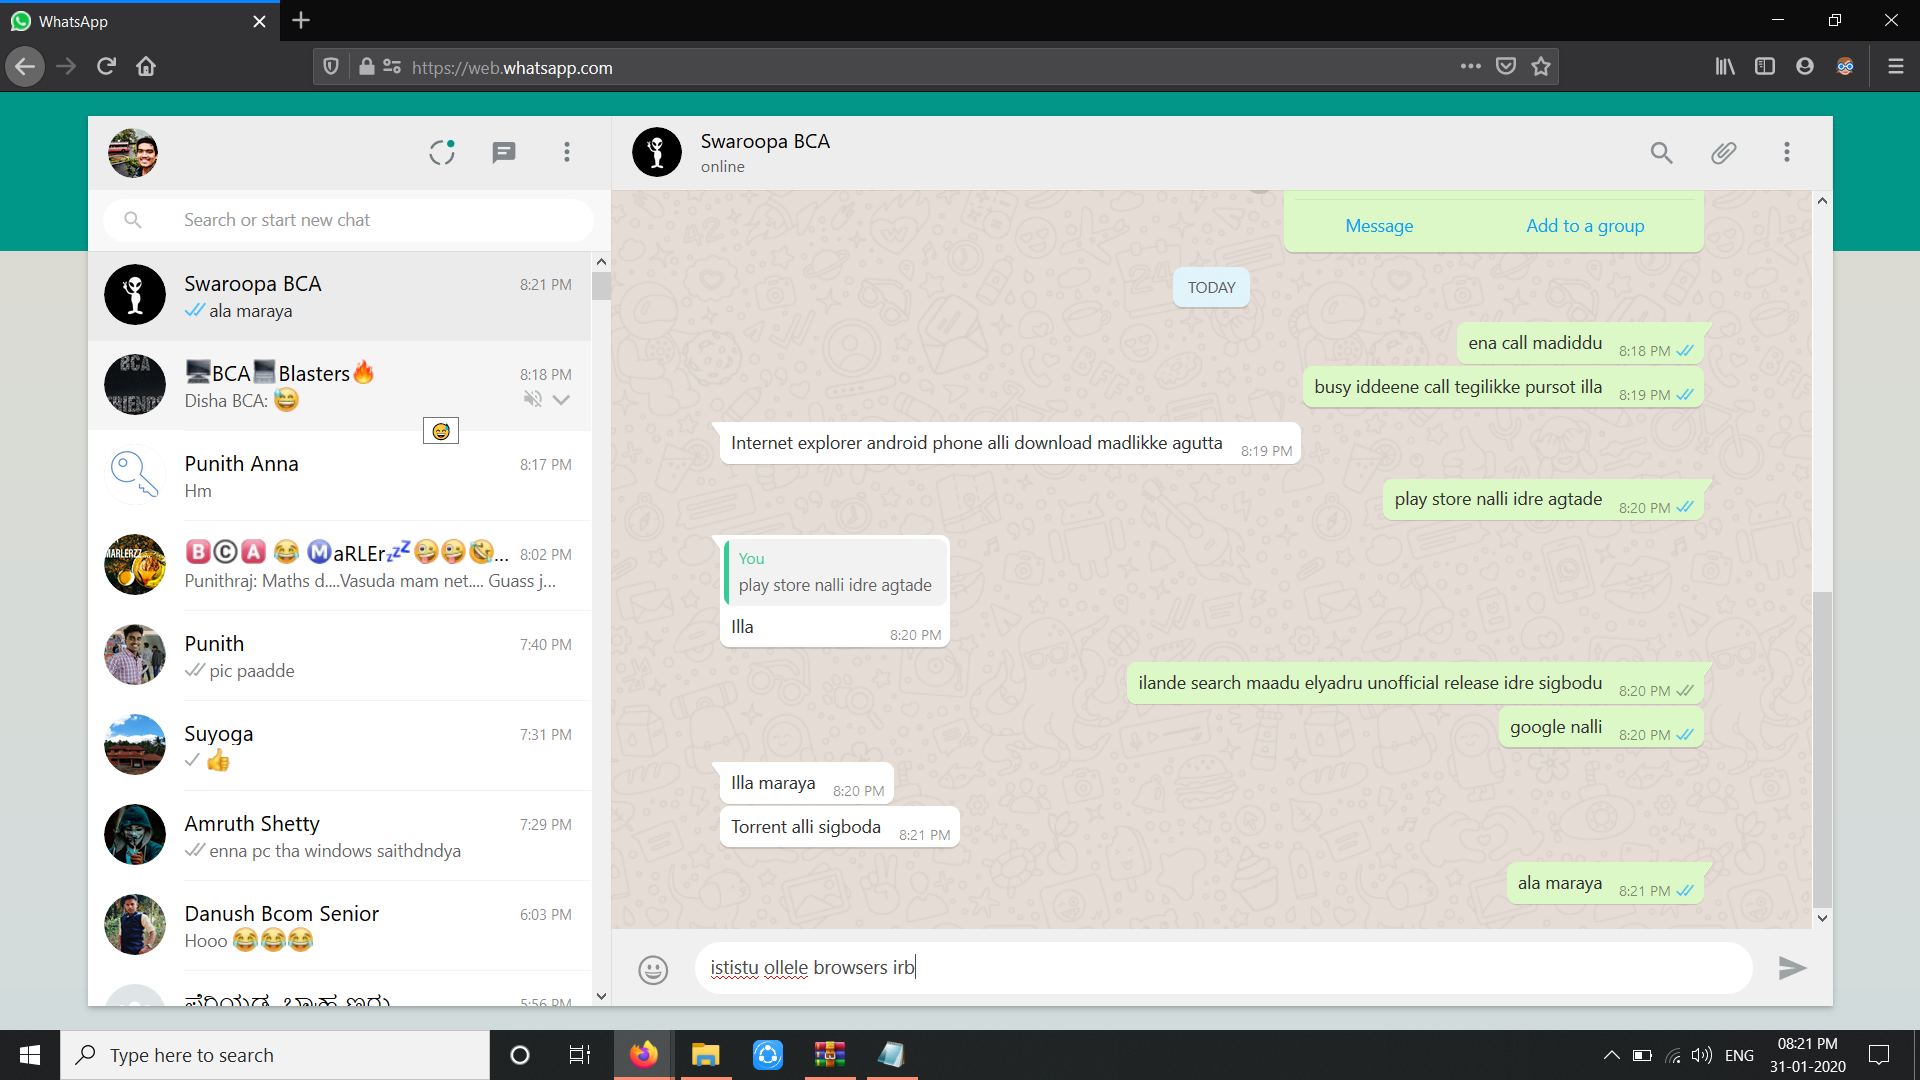 WhatsApp
https://web.whatsapp.com
Search or start new chat
Swaroopa BCA
8:21 PM
ala maraya
🖥️BCA💻Blasters🔥
8:18 PM
Disha BCA: 😅
😅
Punith Anna
8:17 PM
Hm
🅱️©️🅰️ 😂 Ⓜ️aRLEr💤🤪🤪🤣...
8:02 PM
Punithraj: Maths d....Vasuda mam net.... Guass j...
Punith
7:40 PM
pic paadde
Suyoga
7:31 PM
👍
Amruth Shetty
7:29 PM
enna pc tha windows saithdndya
Danush Bcom Senior
6:03 PM
Hooo 😂😂😂
5:56 PM
Swaroopa BCA
online
Message
Add to a group
TODAY
ena call madiddu 8:18 PM
busy iddeene call tegilikke pursot illa 8:19 PM
Internet explorer android phone alli download madlikke agutta 8:19 PM
play store nalli idre agtade 8:20 PM
You
play store nalli idre agtade
Illa 8:20 PM
ilande search maadu elyadru unofficial release idre sigbodu 8:20 PM
google nalli 8:20 PM
Illa maraya 8:20 PM
Torrent alli sigboda 8:21 PM
ala maraya 8:21 PM
ististu ollele browsers irb
Type here to search
ENG
08:21 PM
31-01-2020